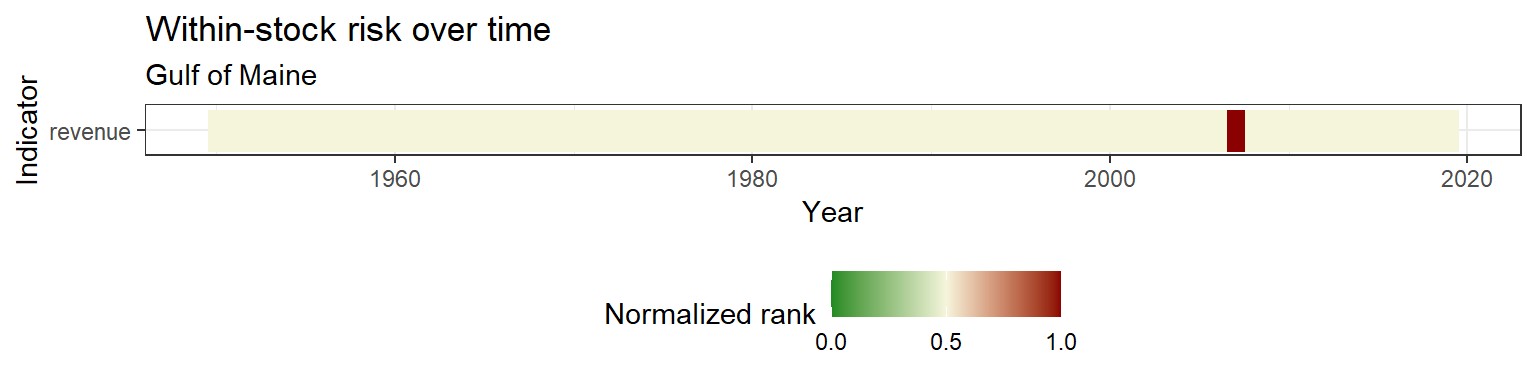 Within-stock risk over time
Gulf of Maine
Indicator
revenue
1960 1980 2000 2020
Year
Normalized rank
0.0 0.5 1.0